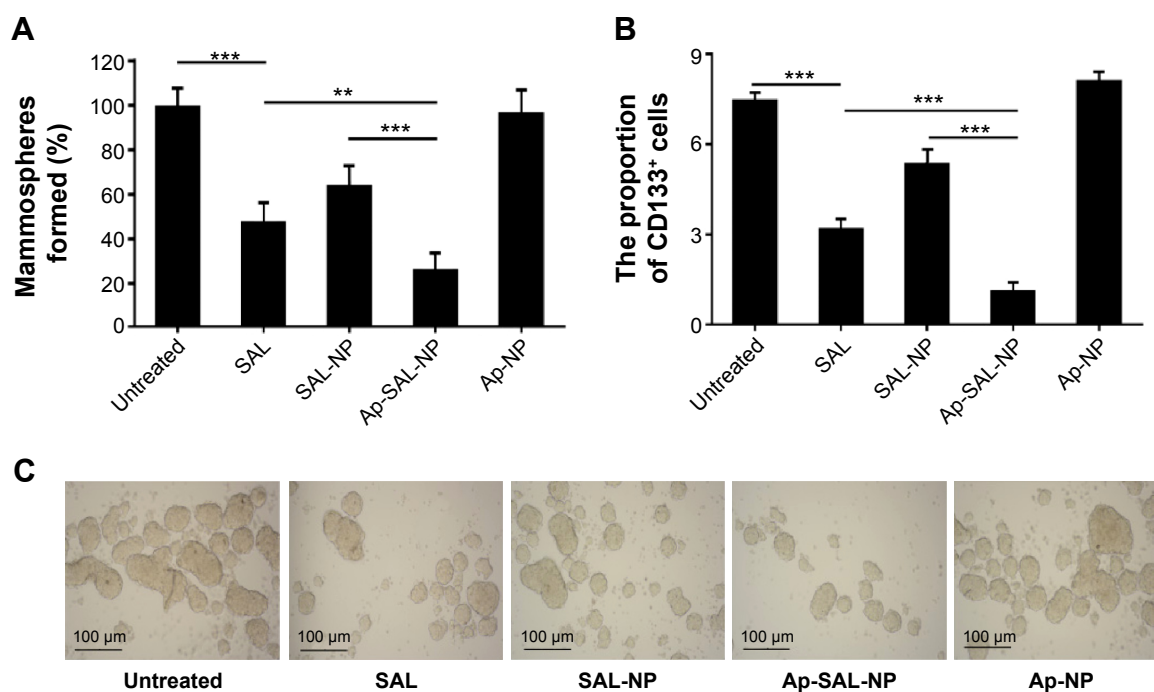 A
Mammospheres
formed (%)
120
100
80
60
40
20
0
***
**
***
Untreated
SAL
SAL-NP
Ap-SAL-NP
Ap-NP
B
The proportion
of CD133⁺ cells
9
6
3
0
***
***
***
Untreated
SAL
SAL-NP
Ap-SAL-NP
Ap-NP
C
100 µm
100 µm
100 µm
100 µm
100 µm
Untreated
SAL
SAL-NP
Ap-SAL-NP
Ap-NP